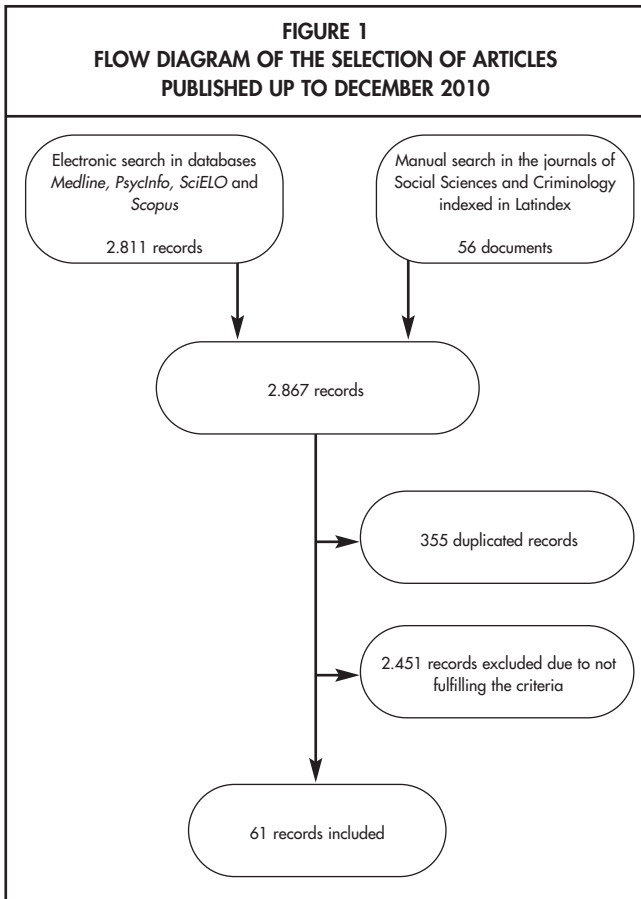 FIGURE 1
FLOW DIAGRAM OF THE SELECTION OF ARTICLES
PUBLISHED UP TO DECEMBER 2010
Electronic search in databases
Medline, PsycInfo, SciELO and
Scopus
2.811 records
Manual search in the journals of
Social Sciences and Criminology
indexed in Latindex
56 documents
2.867 records
355 duplicated records
2.451 records excluded due to not
fulfilling the criteria
61 records included